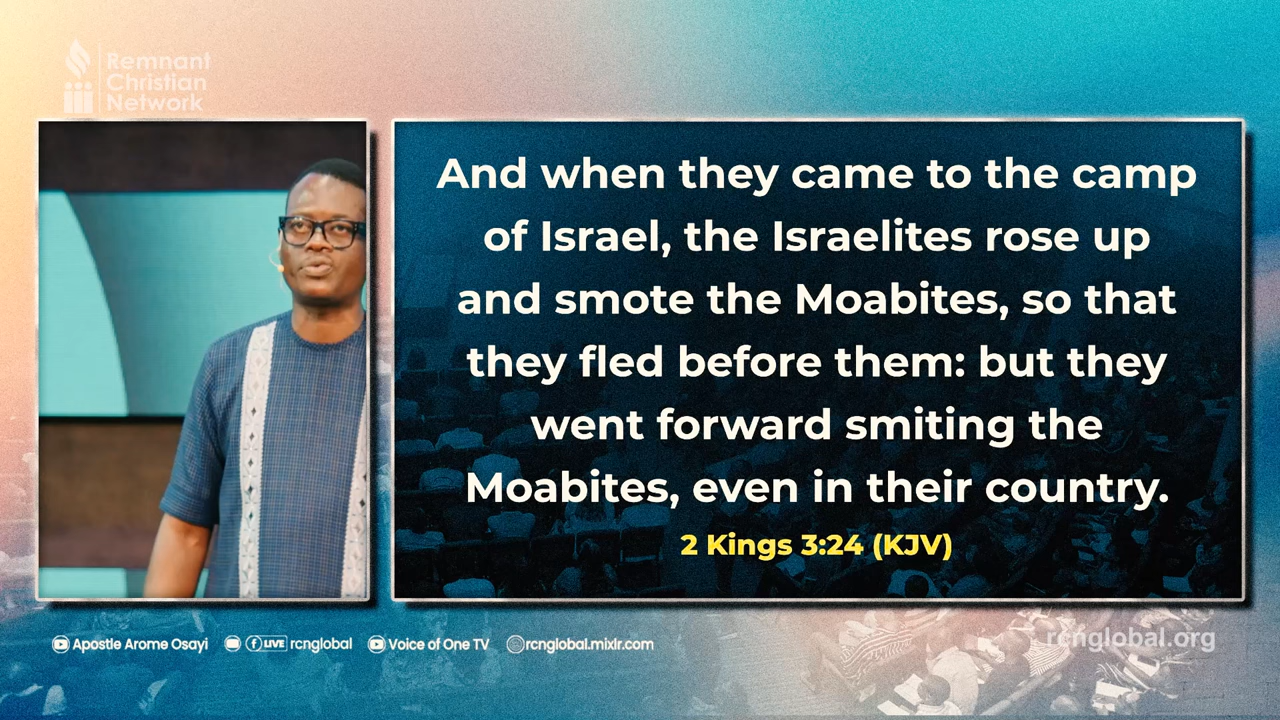 Remnant
Christian
Network
And when they came to the camp
of Israel, the Israelites rose up
and smote the Moabites, so that
they fled before them: but they
went forward smiting the
Moabites, even in their country.
2 Kings 3:24 (KJV)
Apostle Arome Osayi LIVE rcnglobal Voice of One TV rcnglobal.mixlr.com
rcnglobal.org